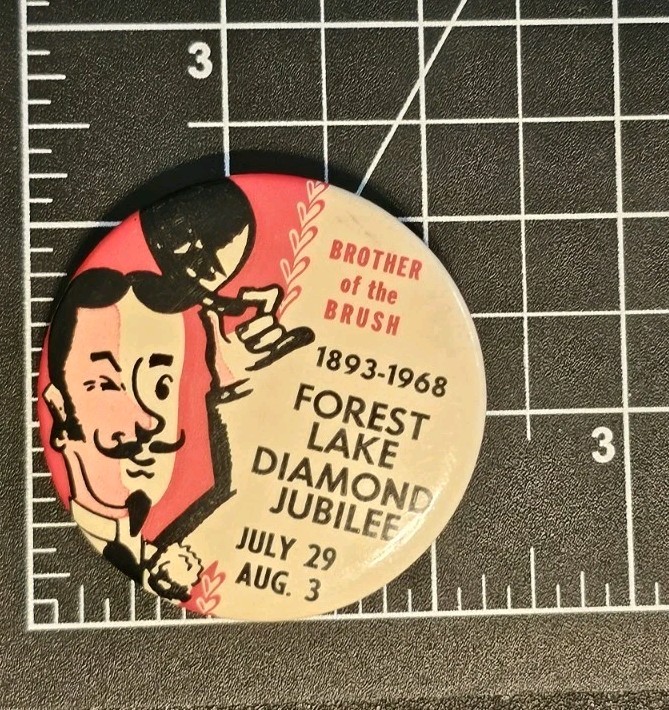 3
BROTHER
of the
BRUSH
1893-1968
FOREST
LAKE
DIAMOND
JUBILEE
JULY 29
AUG. 3
3